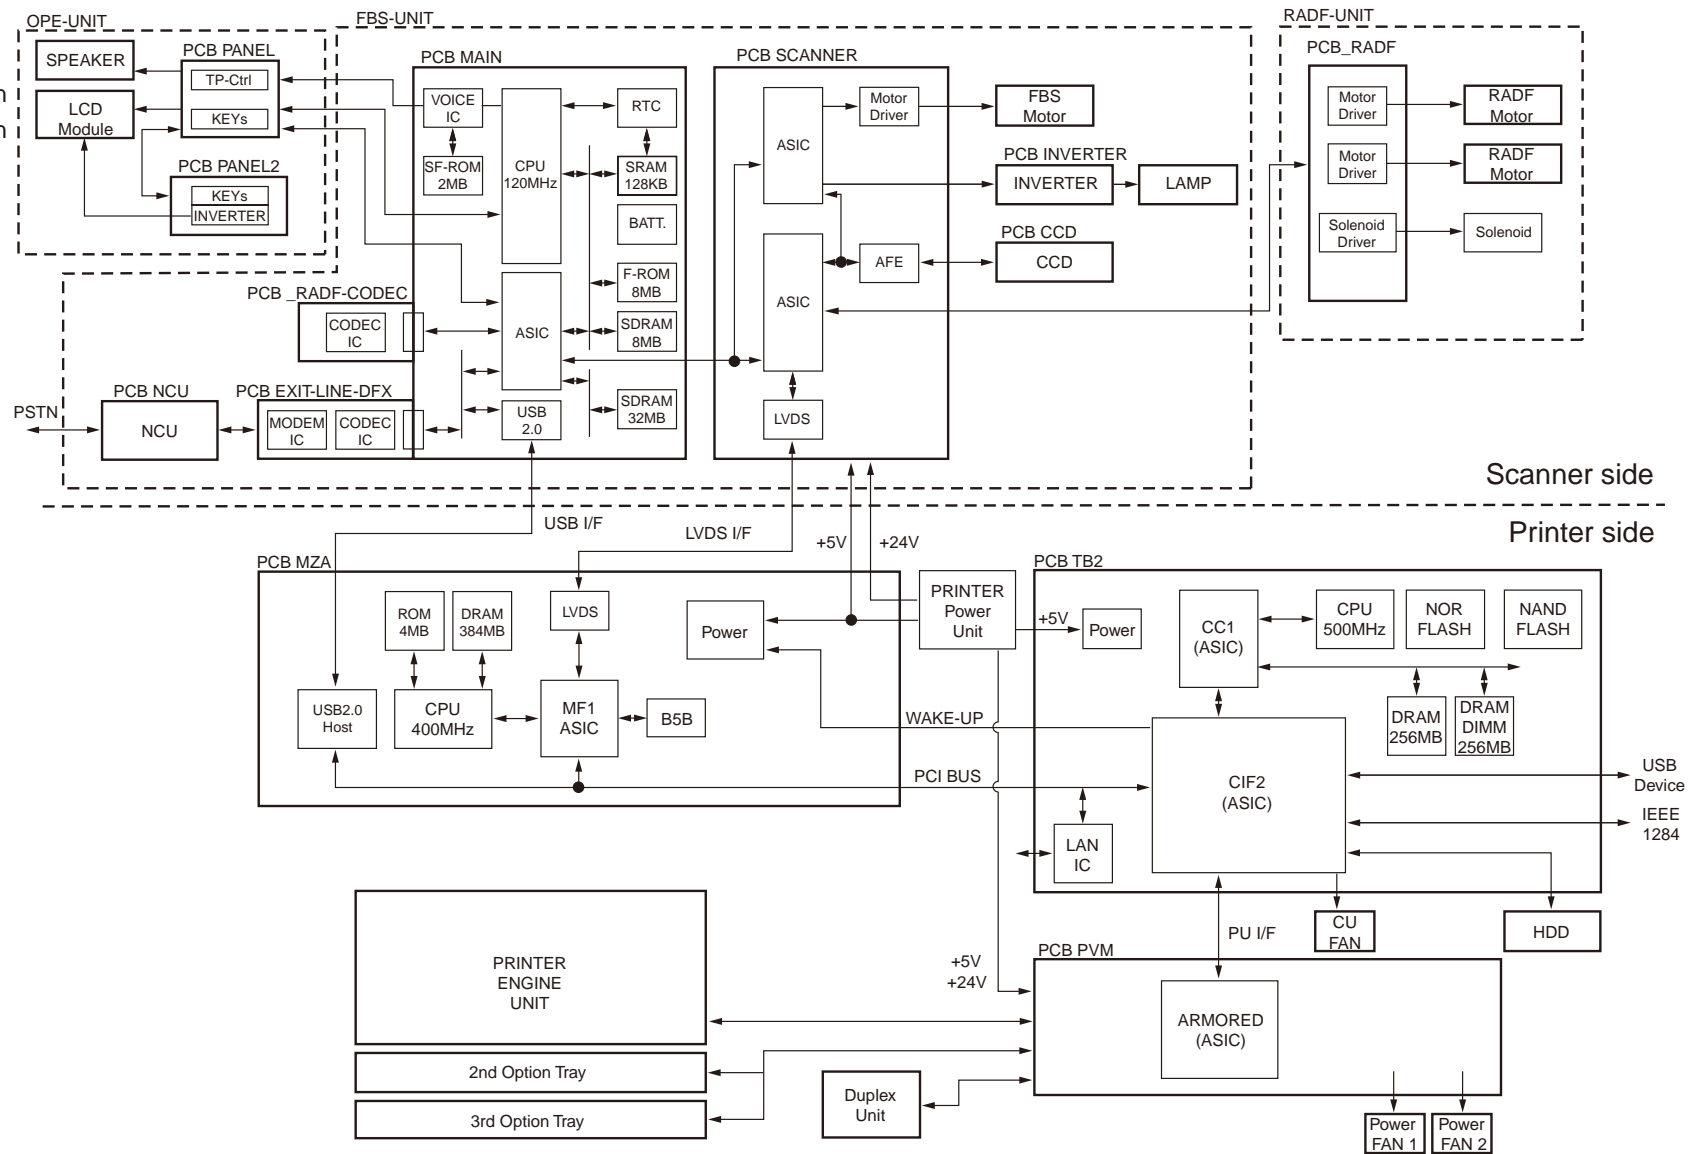 OPE-UNIT
FBS-UNIT
RADF-UNIT
SPEAKER
PCB PANEL
TP-Ctrl
KEYs
LCD
Module
PCB PANEL2
KEYs
INVERTER
n
n
PCB MAIN
VOICE
IC
SF-ROM
2MB
CPU
120MHz
RTC
SRAM
128KB
BATT.
F-ROM
8MB
ASIC
SDRAM
8MB
SDRAM
32MB
USB
2.0
PCB _RADF-CODEC
CODEC
IC
PCB NCU
PCB EXIT-LINE-DFX
PSTN
NCU
MODEM
IC
CODEC
IC
PCB SCANNER
ASIC
Motor
Driver
FBS
Motor
PCB INVERTER
INVERTER
LAMP
PCB CCD
ASIC
AFE
CCD
LVDS
PCB_RADF
Motor
Driver
RADF
Motor
Motor
Driver
RADF
Motor
Solenoid
Driver
Solenoid
Scanner side
Printer side
USB I/F
LVDS I/F
+5V
+24V
PCB MZA
ROM
4MB
DRAM
384MB
LVDS
Power
USB2.0
Host
CPU
400MHz
MF1
ASIC
B5B
PRINTER
Power
Unit
+5V
WAKE-UP
PCI BUS
PCB TB2
Power
CC1
(ASIC)
CPU
500MHz
NOR
FLASH
NAND
FLASH
DRAM
256MB
DRAM
DIMM
256MB
CIF2
(ASIC)
LAN
IC
USB
Device
IEEE
1284
CU
FAN
HDD
PU I/F
PCB PVM
+5V
+24V
ARMORED
(ASIC)
PRINTER
ENGINE
UNIT
2nd Option Tray
3rd Option Tray
Duplex
Unit
Power
FAN 1
Power
FAN 2